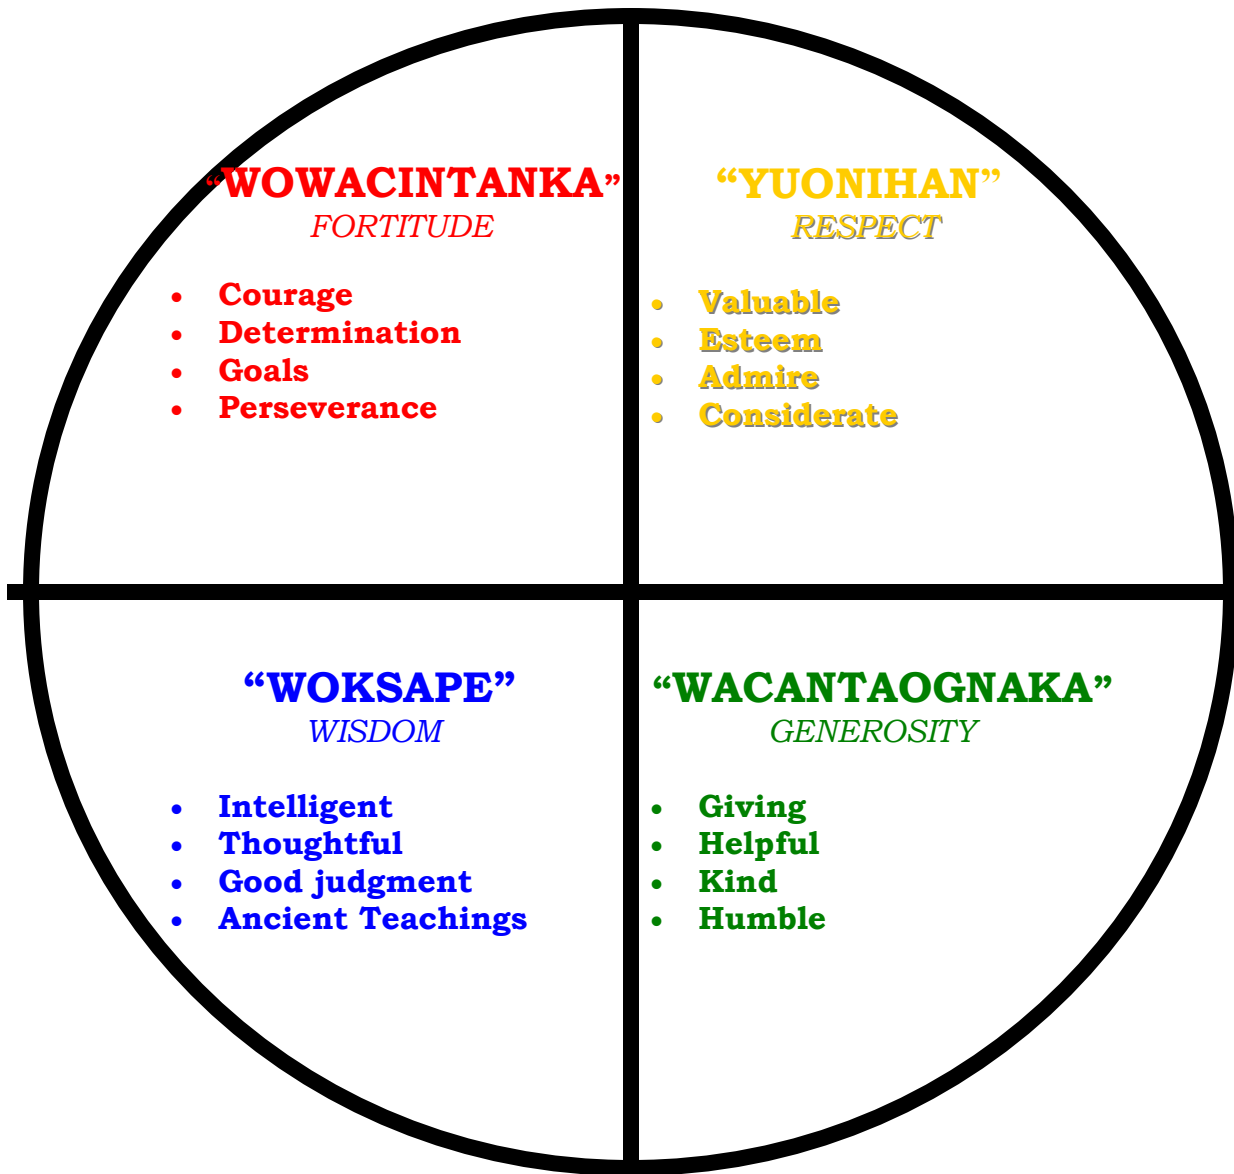 “WOWACINTANKA”
FORTITUDE
• Courage
• Determination
• Goals
• Perseverance
“YUONIHAN”
RESPECT
• Valuable
• Esteem
• Admire
• Considerate
“WOKSAPE”
WISDOM
• Intelligent
• Thoughtful
• Good judgment
• Ancient Teachings
“WACANTAOGNAKA”
GENEROSITY
• Giving
• Helpful
• Kind
• Humble